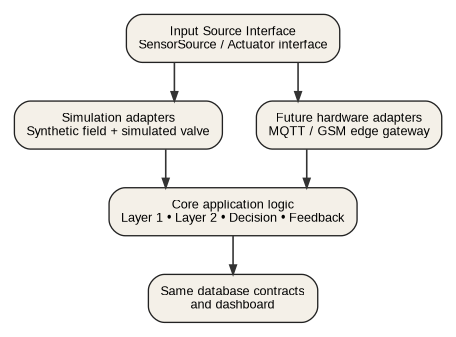 Input Source Interface
SensorSource / Actuator interface
Simulation adapters
Synthetic field + simulated valve
Future hardware adapters
MQTT / GSM edge gateway
Core application logic
Layer 1 • Layer 2 • Decision • Feedback
Same database contracts
and dashboard